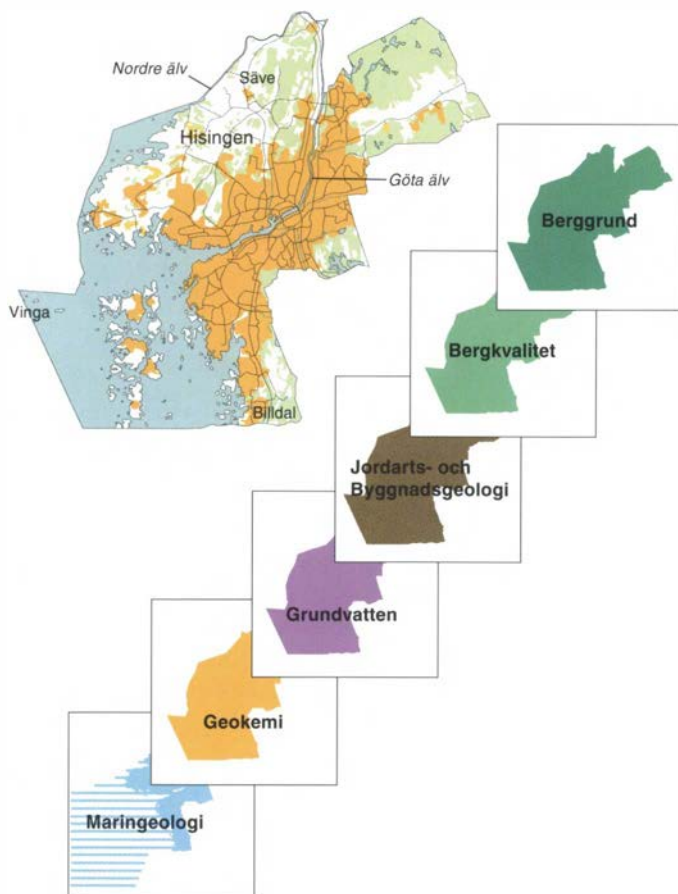 Nordre älv
Säve
Hisingen
Göta älv
Vinga
Billdal
Berggrund
Bergkvalitet
Jordarts- och
Byggnadsgeologi
Grundvatten
Geokemi
Maringeologi